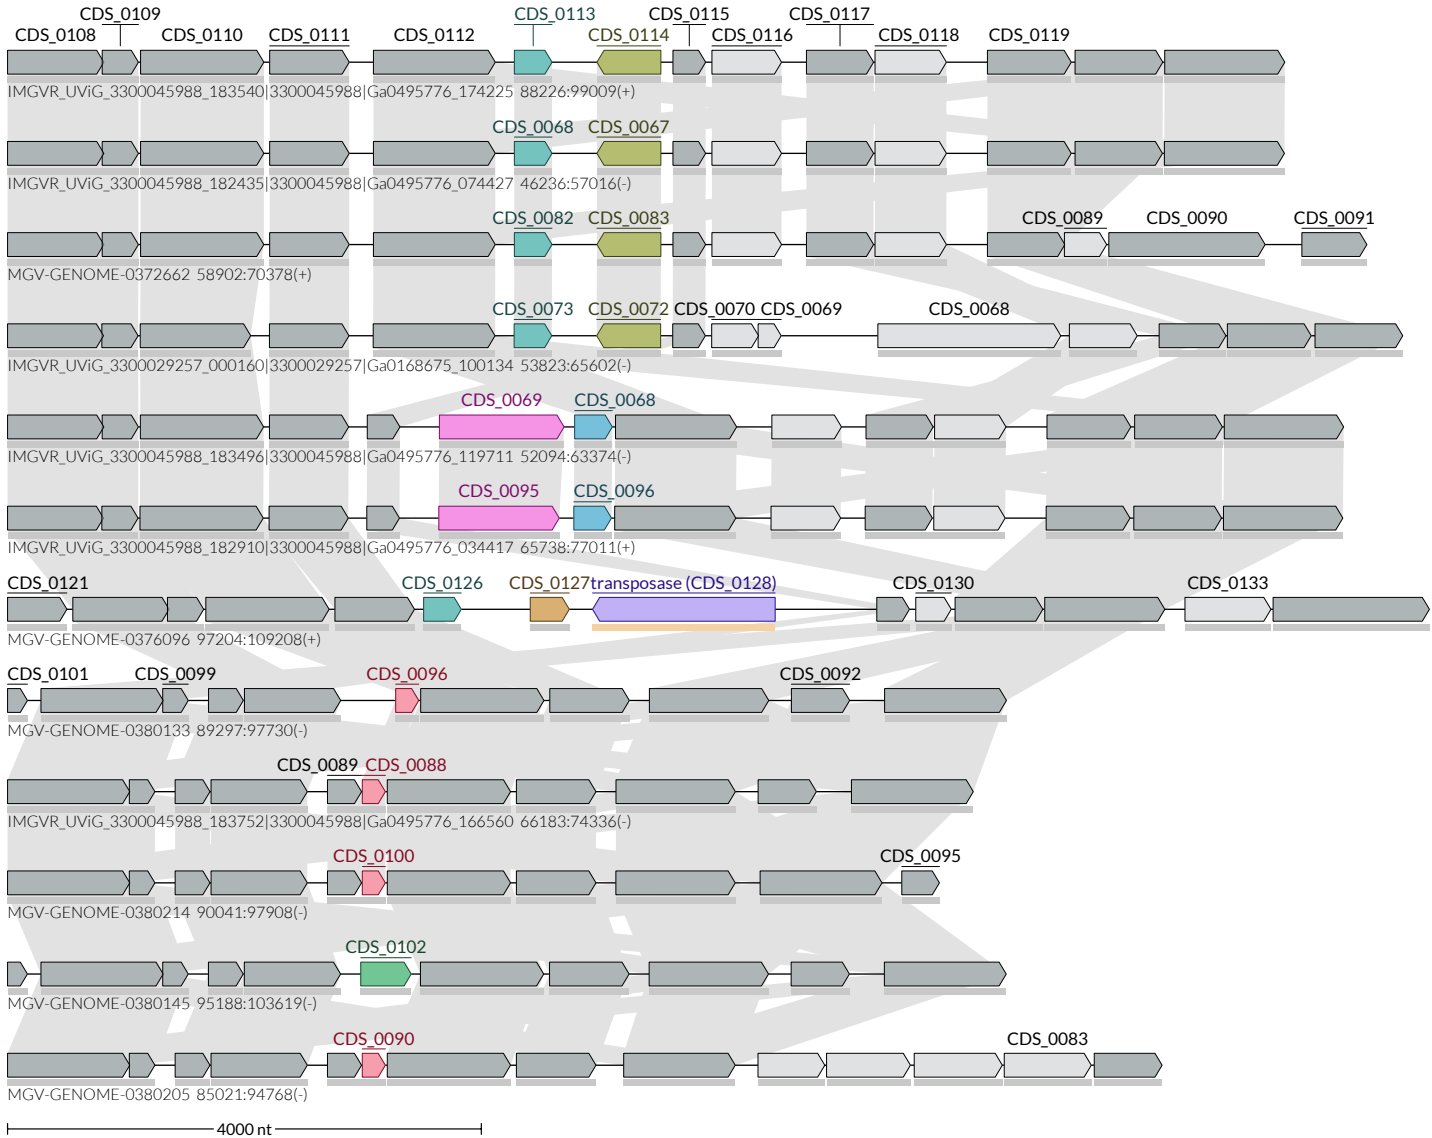 CDS_0108 CDS_0109 CDS_0110 CDS_0111 CDS_0112 CDS_0113 CDS_0114 CDS_0115 CDS_0116 CDS_0117 CDS_0118 CDS_0119
IMGVR_UViG_3300045988_183540|3300045988|Ga0495776_174225 88226:99009(+)
CDS_0068 CDS_0067
IMGVR_UViG_3300045988_182435|3300045988|Ga0495776_074427 46236:57016(-)
CDS_0082 CDS_0083 CDS_0089 CDS_0090 CDS_0091
MGV-GENOME-0372662 58902:70378(+)
CDS_0073 CDS_0072 CDS_0070 CDS_0069 CDS_0068
IMGVR_UViG_3300029257_000160|3300029257|Ga0168675_100134 53823:65602(-)
CDS_0069 CDS_0068
IMGVR_UViG_3300045988_183496|3300045988|Ga0495776_119711 52094:63374(-)
CDS_0095 CDS_0096
IMGVR_UViG_3300045988_182910|3300045988|Ga0495776_034417 65738:77011(+)
CDS_0121 CDS_0126 CDS_0127 transposase (CDS_0128) CDS_0130 CDS_0133
MGV-GENOME-0376096 97204:109208(+)
CDS_0101 CDS_0099 CDS_0096 CDS_0092
MGV-GENOME-0380133 89297:97730(-)
CDS_0089 CDS_0088
IMGVR_UViG_3300045988_183752|3300045988|Ga0495776_166560 66183:74336(-)
CDS_0100 CDS_0095
MGV-GENOME-0380214 90041:97908(-)
CDS_0102
MGV-GENOME-0380145 95188:103619(-)
CDS_0090 CDS_0083
MGV-GENOME-0380205 85021:94768(-)
4000 nt